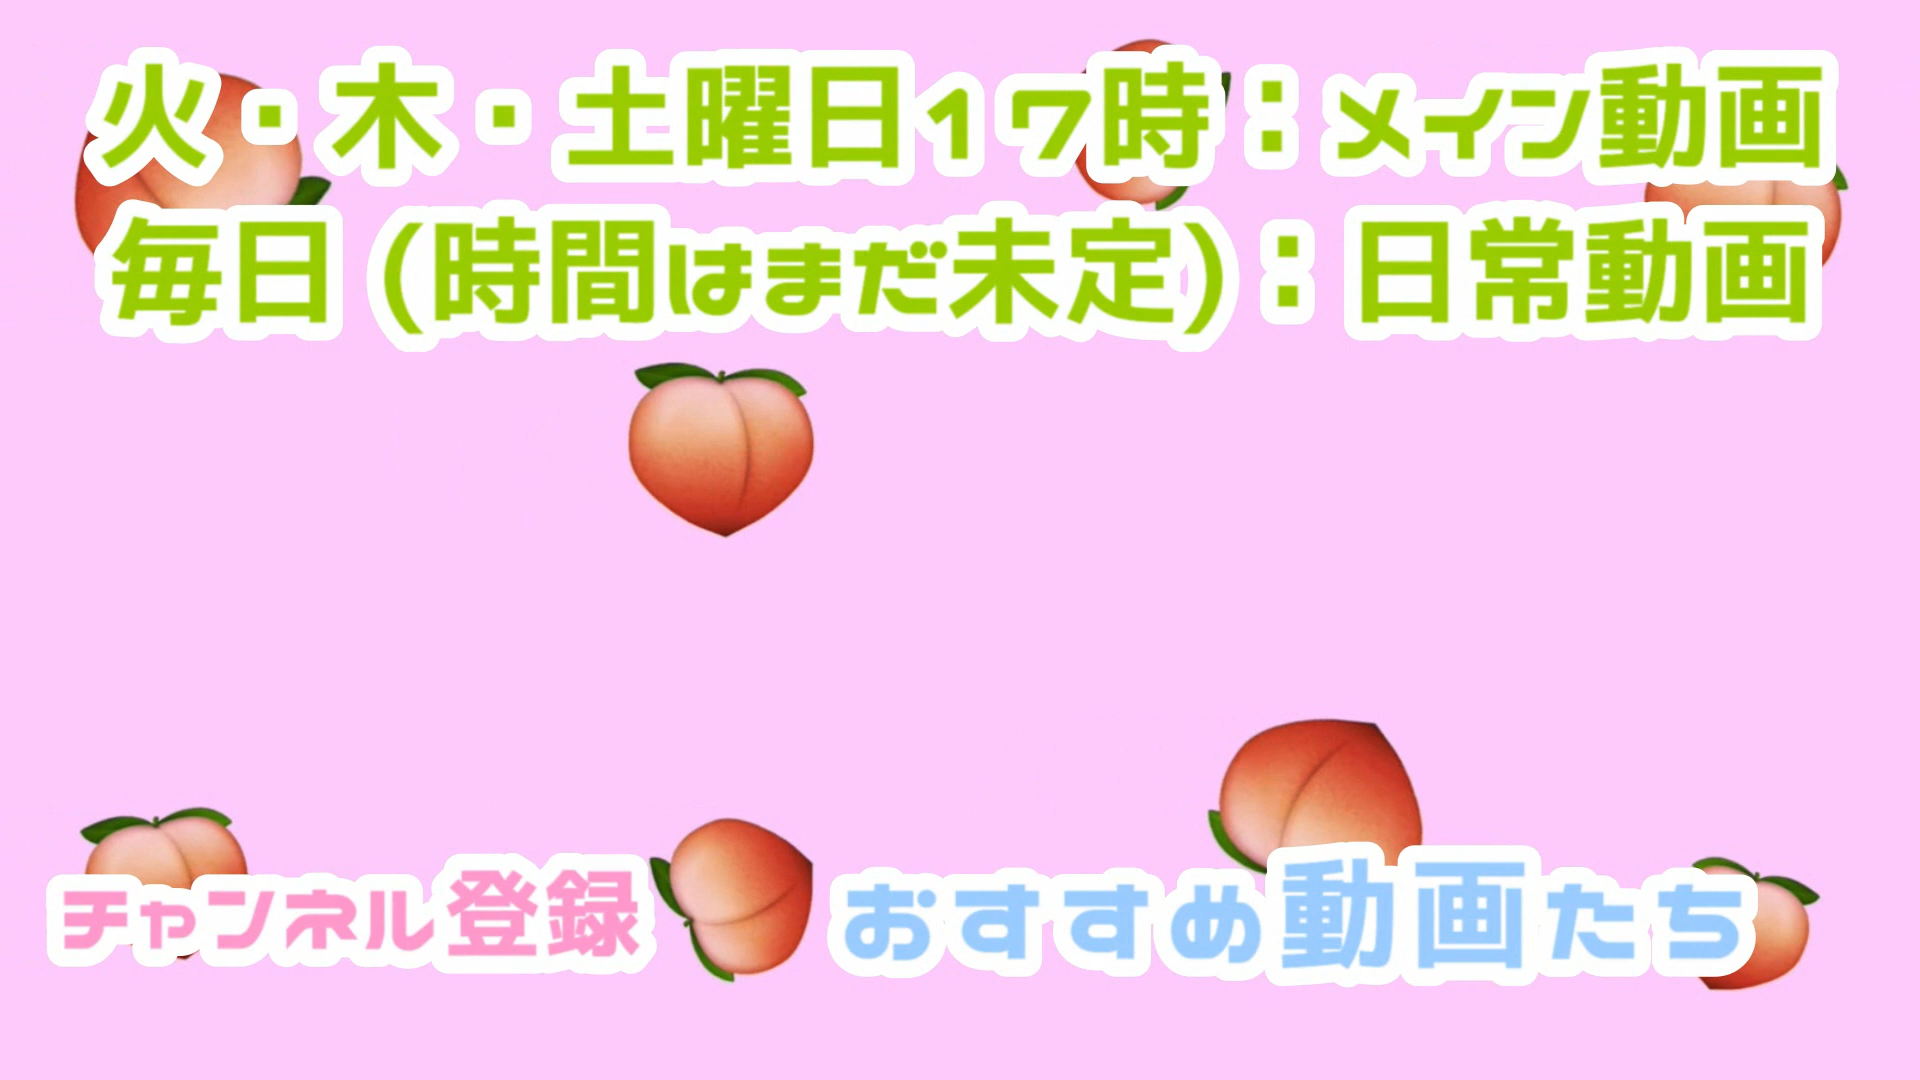 火・木・土曜日17時：メイン動画
毎日 (時間はまだ未定)：日常動画
チャンネル登録
おすすめ動画たち